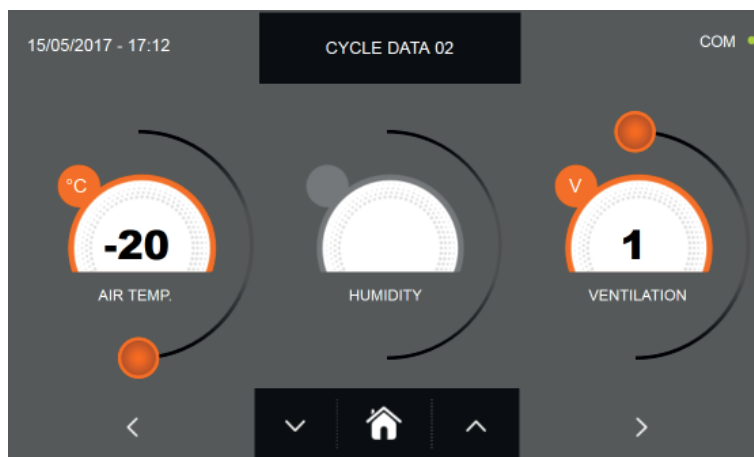 15/05/2017 - 17:12
CYCLE DATA 02
COM
°C
-20
AIR TEMP.
HUMIDITY
V
1
VENTILATION